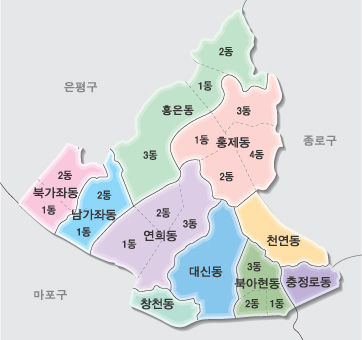 2동
은평구
1동
홍은동
3동
1동
홍제동
4동
종로구
3동
2동
2동
북가좌동
1동
2동
남가좌동
1동
2동
3동
연희동
1동
천연동
대신동
3동
북아현동
2동 1동
충정로동
마포구
창천동